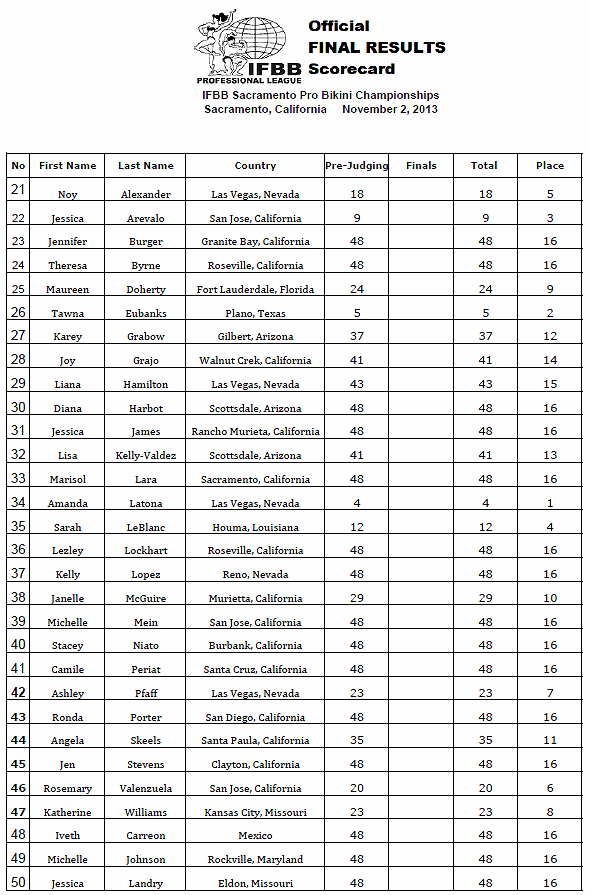 Official
FINAL RESULTS
Scorecard
IFBB
PROFESSIONAL LEAGUE
IFBB Sacramento Pro Bikini Championships
Sacramento, California November 2, 2013
No First Name Last Name Country Pre-Judging Finals Total Place
21 Noy Alexander Las Vegas, Nevada 18 18 5
22 Jessica Arevalo San Jose, California 9 9 3
23 Jennifer Burger Granite Bay, California 48 48 16
24 Theresa Byrne Roseville, California 48 48 16
25 Maureen Doherty Fort Lauderdale, Florida 24 24 9
26 Tawna Eubanks Plano, Texas 5 5 2
27 Karey Grabow Gilbert, Arizona 37 37 12
28 Joy Grajo Walnut Crek, California 41 41 14
29 Liana Hamilton Las Vegas, Nevada 43 43 15
30 Diana Harbot Scottsdale, Arizona 48 48 16
31 Jessica James Rancho Murieta, California 48 48 16
32 Lisa Kelly-Valdez Scottsdale, Arizona 41 41 13
33 Marisol Lara Sacramento, California 48 48 16
34 Amanda Latona Las Vegas, Nevada 4 4 1
35 Sarah LeBlanc Houma, Louisiana 12 12 4
36 Lezley Lockhart Roseville, California 48 48 16
37 Kelly Lopez Reno, Nevada 48 48 16
38 Janelle McGuire Murietta, California 29 29 10
39 Michelle Mein San Jose, California 48 48 16
40 Stacey Niato Burbank, California 48 48 16
41 Camile Periat Santa Cruz, California 48 48 16
42 Ashley Pfaff Las Vegas, Nevada 23 23 7
43 Ronda Porter San Diego, California 48 48 16
44 Angela Skeels Santa Paula, California 35 35 11
45 Jen Stevens Clayton, California 48 48 16
46 Rosemary Valenzuela San Jose, California 20 20 6
47 Katherine Williams Kansas City, Missouri 23 23 8
48 Iveth Carreon Mexico 48 48 16
49 Michelle Johnson Rockville, Maryland 48 48 16
50 Jessica Landry Eldon, Missouri 48 48 16